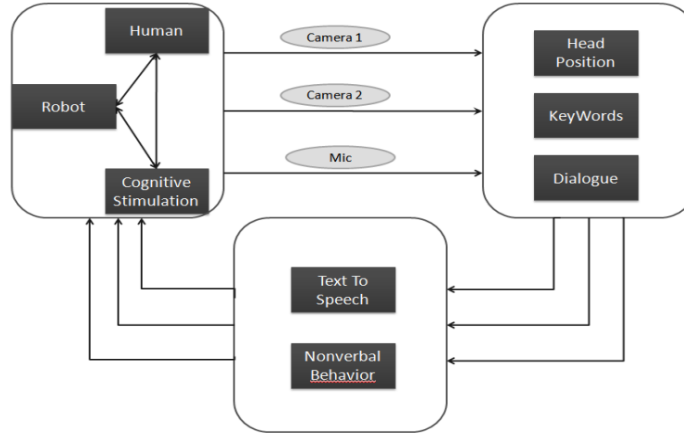 Human
Robot
Cognitive
Stimulation
Camera 1
Camera 2
Mic
Head
Position
KeyWords
Dialogue
Text To
Speech
Nonverbal
Behavior